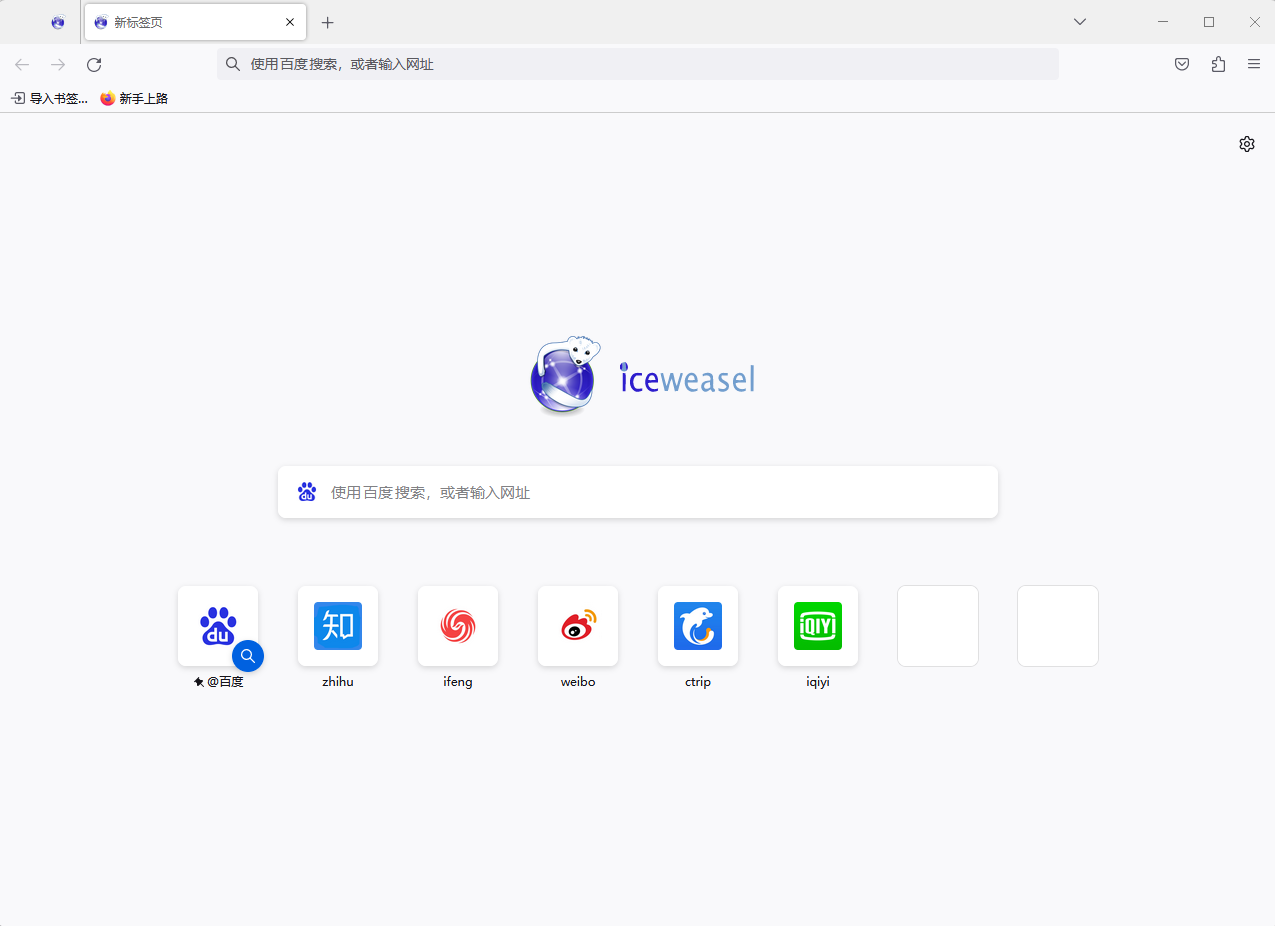 新标签页
使用百度搜索，或者输入网址
导入书签... 新手上路
iceweasel
du 使用百度搜索，或者输入网址
du 知 iQIYI
@百度 zhihu ifeng weibo ctrip iqiyi